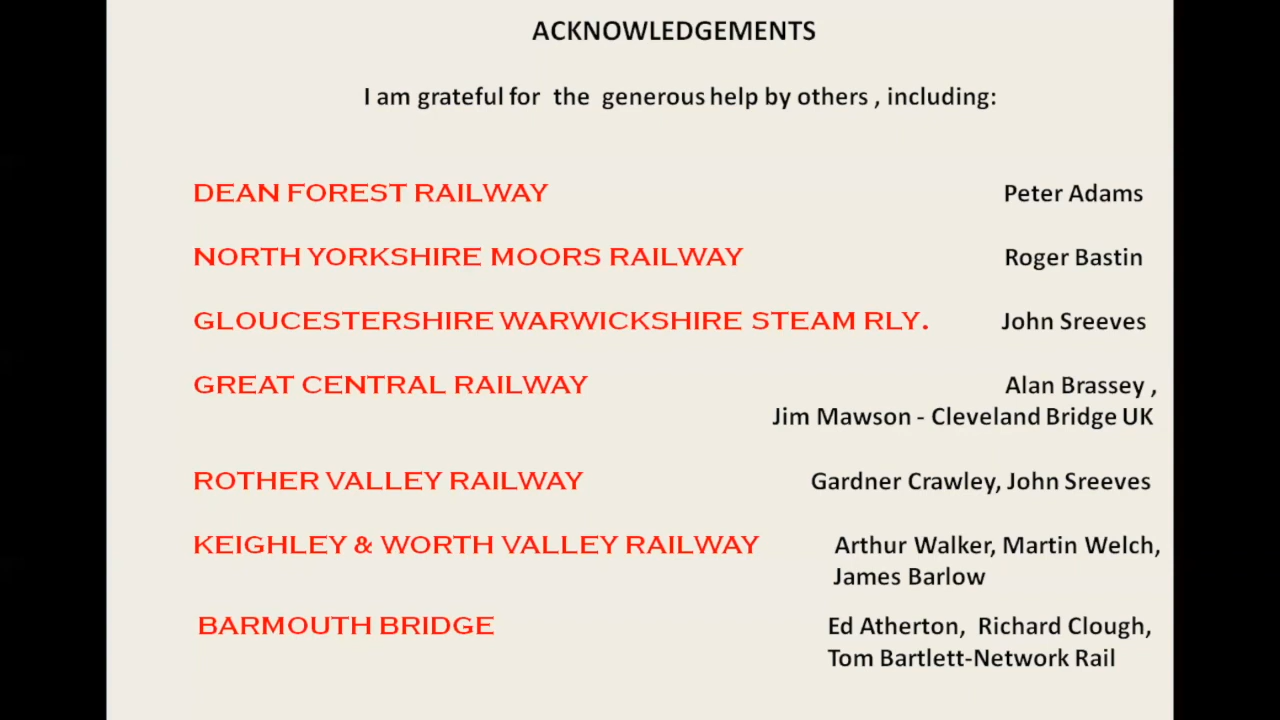 ACKNOWLEDGEMENTS
I am grateful for the generous help by others , including:
DEAN FOREST RAILWAY Peter Adams
NORTH YORKSHIRE MOORS RAILWAY Roger Bastin
GLOUCESTERSHIRE WARWICKSHIRE STEAM RLY. John Sreeves
GREAT CENTRAL RAILWAY Alan Brassey ,
Jim Mawson - Cleveland Bridge UK
ROTHER VALLEY RAILWAY Gardner Crawley, John Sreeves
KEIGHLEY & WORTH VALLEY RAILWAY Arthur Walker, Martin Welch,
James Barlow
BARMOUTH BRIDGE Ed Atherton, Richard Clough,
Tom Bartlett-Network Rail